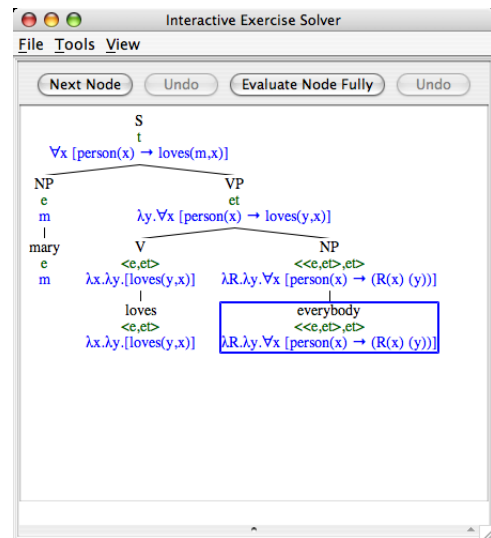 Interactive Exercise Solver
File Tools View
Next Node Undo Evaluate Node Fully Undo
S
t
∀x [person(x) → loves(m,x)]
NP VP
e et
m λy.∀x [person(x) → loves(y,x)]
mary V NP
e <e,et> <<e,et>,et>
m λx.λy.[loves(y,x)] λR.λy.∀x [person(x) → (R(x) (y))]
loves everybody
<e,et> <<e,et>,et>
λx.λy.[loves(y,x)] λR.λy.∀x [person(x) → (R(x) (y))]